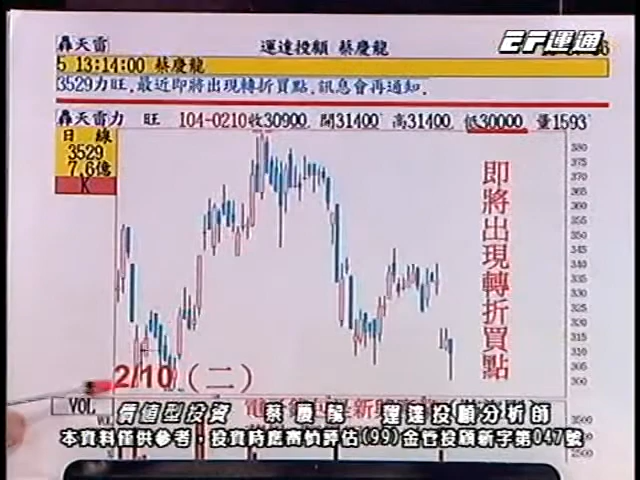 轟天雷 運達投顧 蔡慶龍
EF運通
5 13:14:00 蔡慶龍
3529力旺,最近即將出現轉折買點,訊息會再通知.
轟天雷力 旺 104-0210收30900 開31400 高31400 低30000 量1593
日 線
3529
7.6億
K
380
375
370
365
360
355
350
345
340
335
330
325
320
315
310
305
300
即將出現轉折買點
2/10 (二)
VOL
3500
2500
價值型投資 蔡慶龍 運達投顧分析師
本資料僅供參考,投資時應審慎評估(99)金管投顧新字第047號